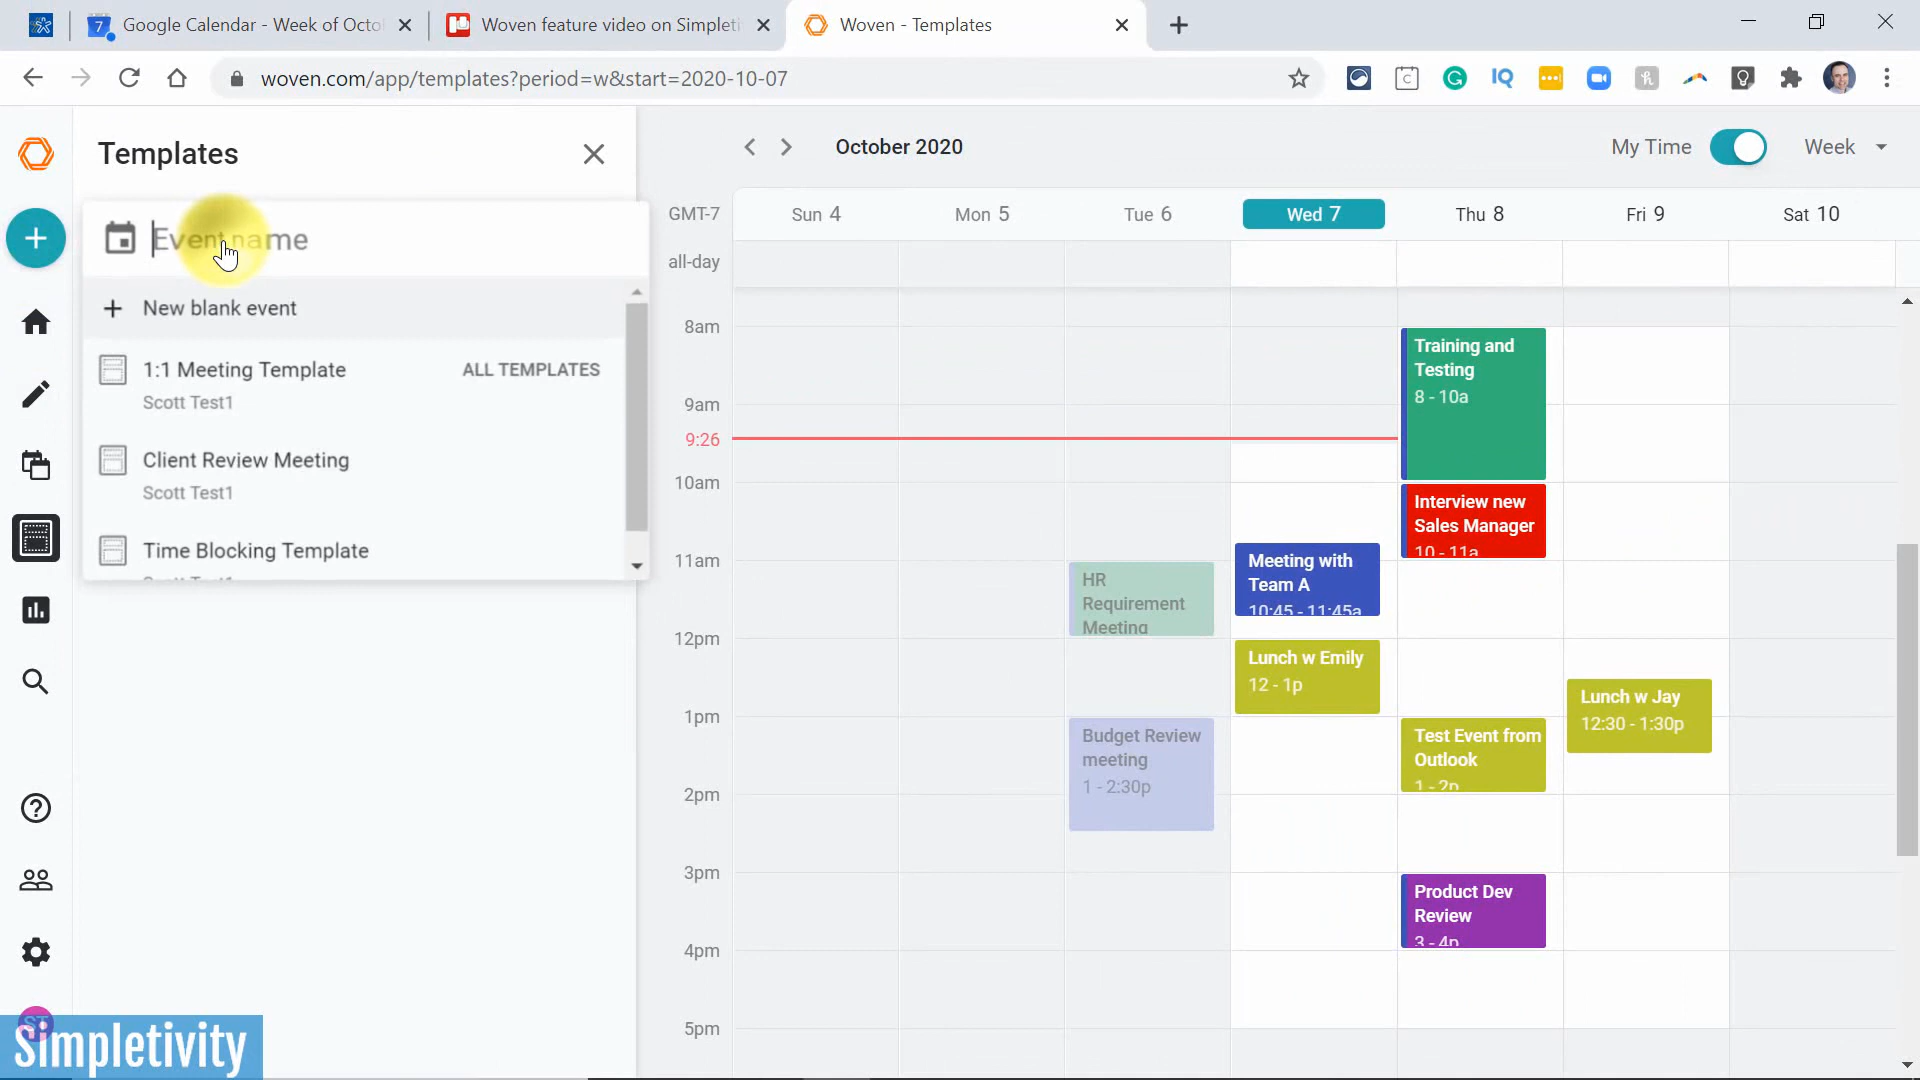 Google Calendar - Week of Octo
Woven feature video on Simpleti
Woven - Templates
woven.com/app/templates?period=w&start=2020-10-07
Templates
Event name
New blank event
1:1 Meeting Template
ALL TEMPLATES
Scott Test1
Client Review Meeting
Scott Test1
Time Blocking Template
October 2020
My Time
Week
GMT-7
Sun 4
Mon 5
Tue 6
Wed 7
Thu 8
Fri 9
Sat 10
all-day
8am
9am
9:26
10am
11am
12pm
1pm
2pm
3pm
4pm
5pm
HR
Requirement
Meeting
Budget Review
meeting
1 - 2:30p
Meeting with
Team A
10:45 - 11:45a
Lunch w Emily
12 - 1p
Training and
Testing
8 - 10a
Interview new
Sales Manager
10 - 11a
Test Event from
Outlook
1 - 2p
Product Dev
Review
3 - 4p
Lunch w Jay
12:30 - 1:30p
ST
Simpletivity